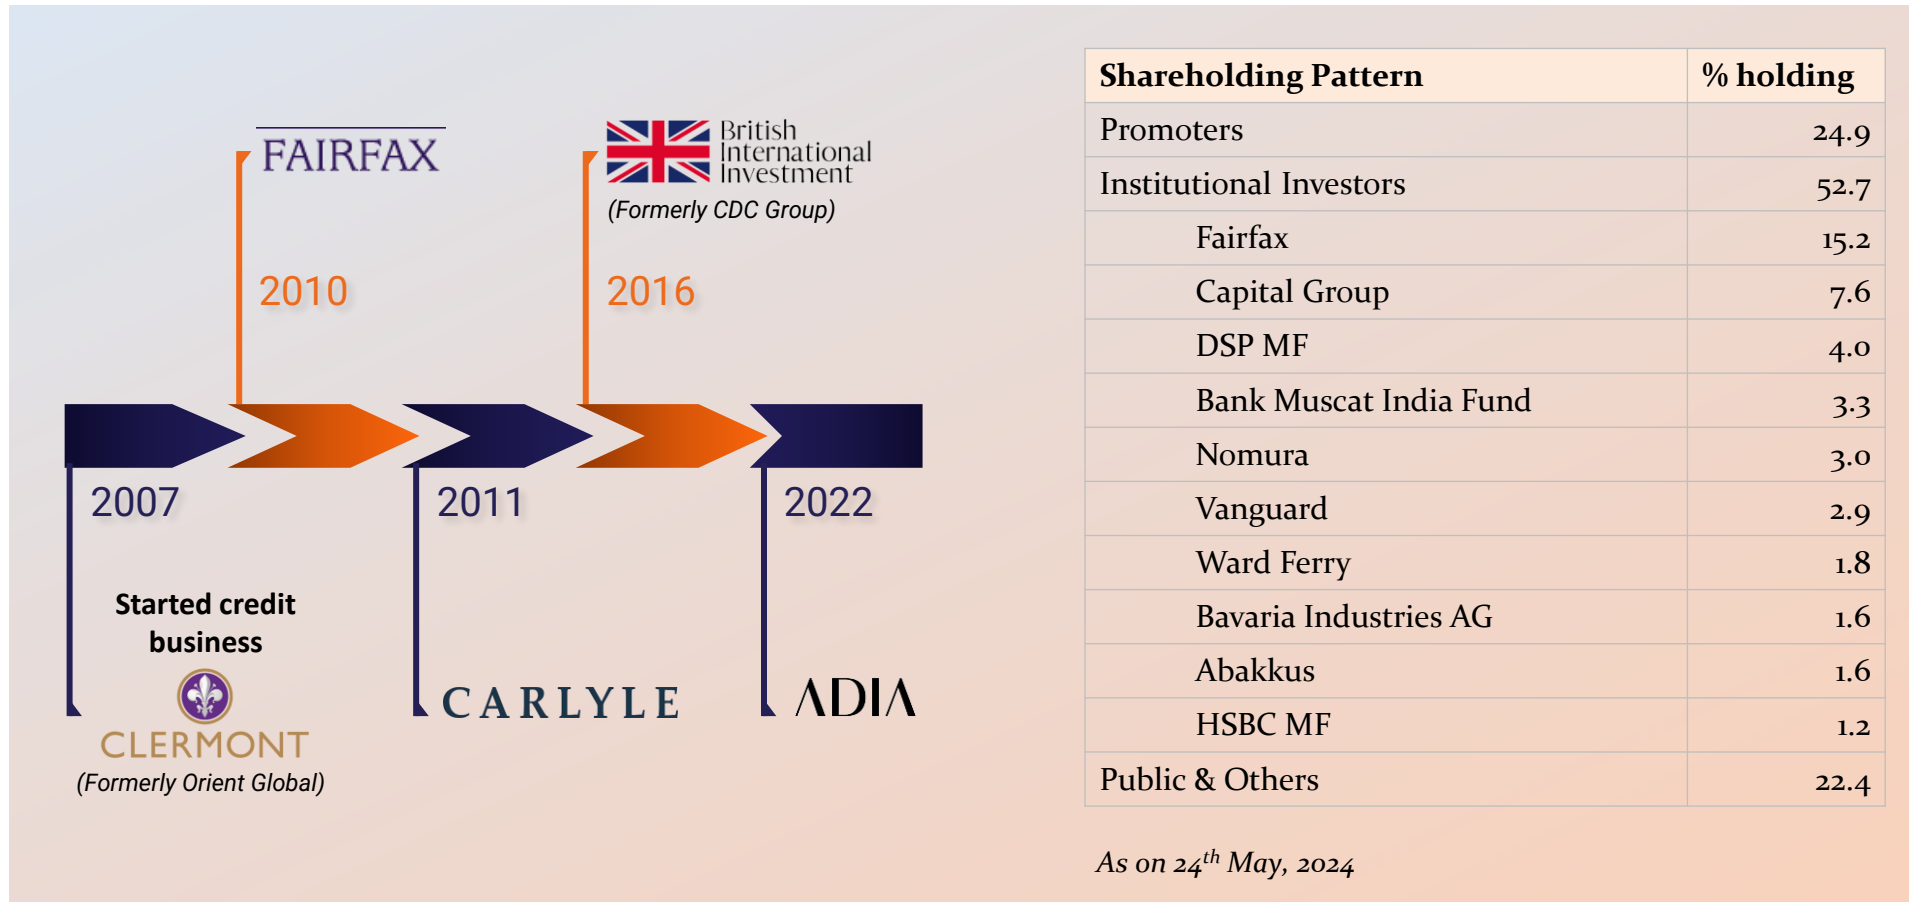 FAIRFAX
2010
British
International
Investment
(Formerly CDC Group)
2016
2007
Started credit
business
CLERMONT
(Formerly Orient Global)
2011
CARLYLE
2022
ADIA
Shareholding Pattern % holding
Promoters 24.9
Institutional Investors 52.7
Fairfax 15.2
Capital Group 7.6
DSP MF 4.0
Bank Muscat India Fund 3.3
Nomura 3.0
Vanguard 2.9
Ward Ferry 1.8
Bavaria Industries AG 1.6
Abakkus 1.6
HSBC MF 1.2
Public & Others 22.4
As on 24th May, 2024